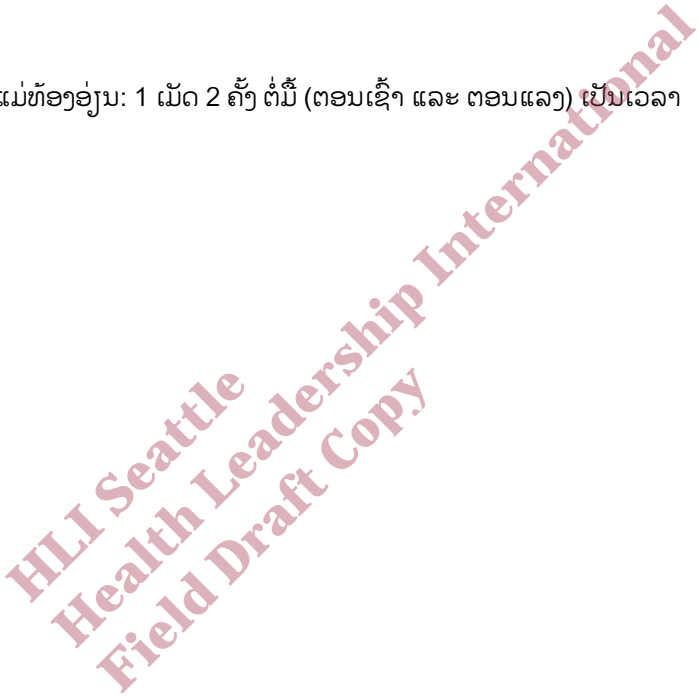 ແມ່ທ້ອງອ່ຽນ: 1 ເມັດ 2 ຄັ້ງ ຕໍ່ມື້ (ຕອນເຊົ້າ ແລະ ຕອນແລງ) ເປັນເວລາ
HLI Seattle
Health Leadership International
Field Draft Copy